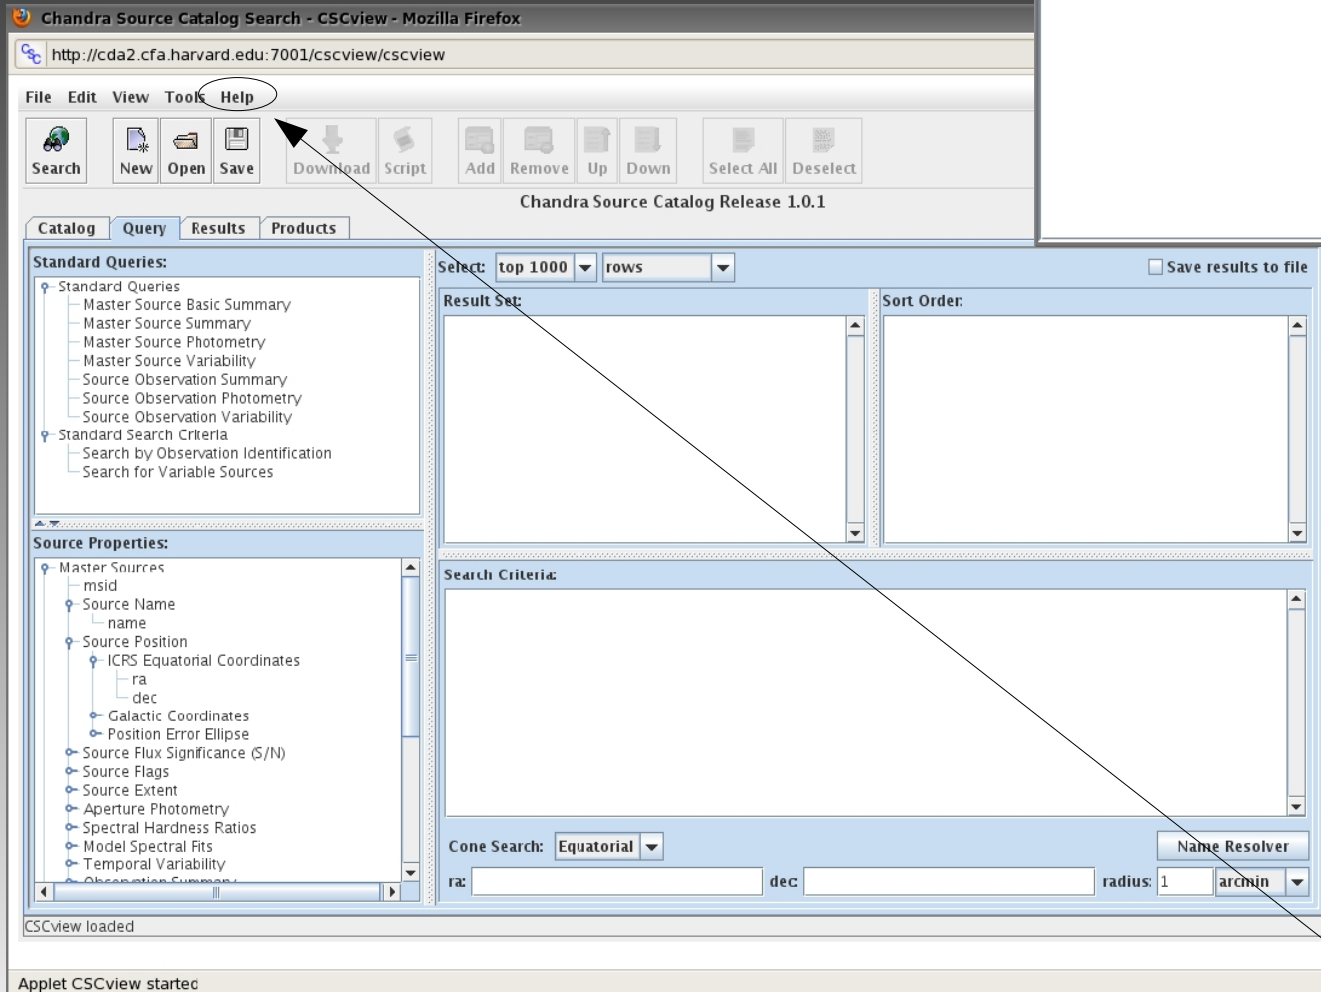 Chandra Source Catalog Search - CSCview - Mozilla Firefox
CSC http://cda2.cfa.harvard.edu:7001/cscview/cscview
File Edit View Tools Help
Search New Open Save Download Script Add Remove Up Down Select All Deselect
Chandra Source Catalog Release 1.0.1
Catalog Query Results Products
Standard Queries:
Standard Queries
Master Source Basic Summary
Master Source Summary
Master Source Photometry
Master Source Variability
Source Observation Summary
Source Observation Photometry
Source Observation Variability
Standard Search Criteria
Search by Observation Identification
Search for Variable Sources
Source Properties:
Master Sources
msid
Source Name
name
Source Position
ICRS Equatorial Coordinates
ra
dec
Galactic Coordinates
Position Error Ellipse
Source Flux Significance (S/N)
Source Flags
Source Extent
Aperture Photometry
Spectral Hardness Ratios
Model Spectral Fits
Temporal Variability
Observation Summary
Select: top 1000 rows Save results to file
Result Set: Sort Order:
Search Criteria:
Cone Search: Equatorial Name Resolver
ra: dec: radius: 1 arcmin
CSCview loaded
Applet CSCview started